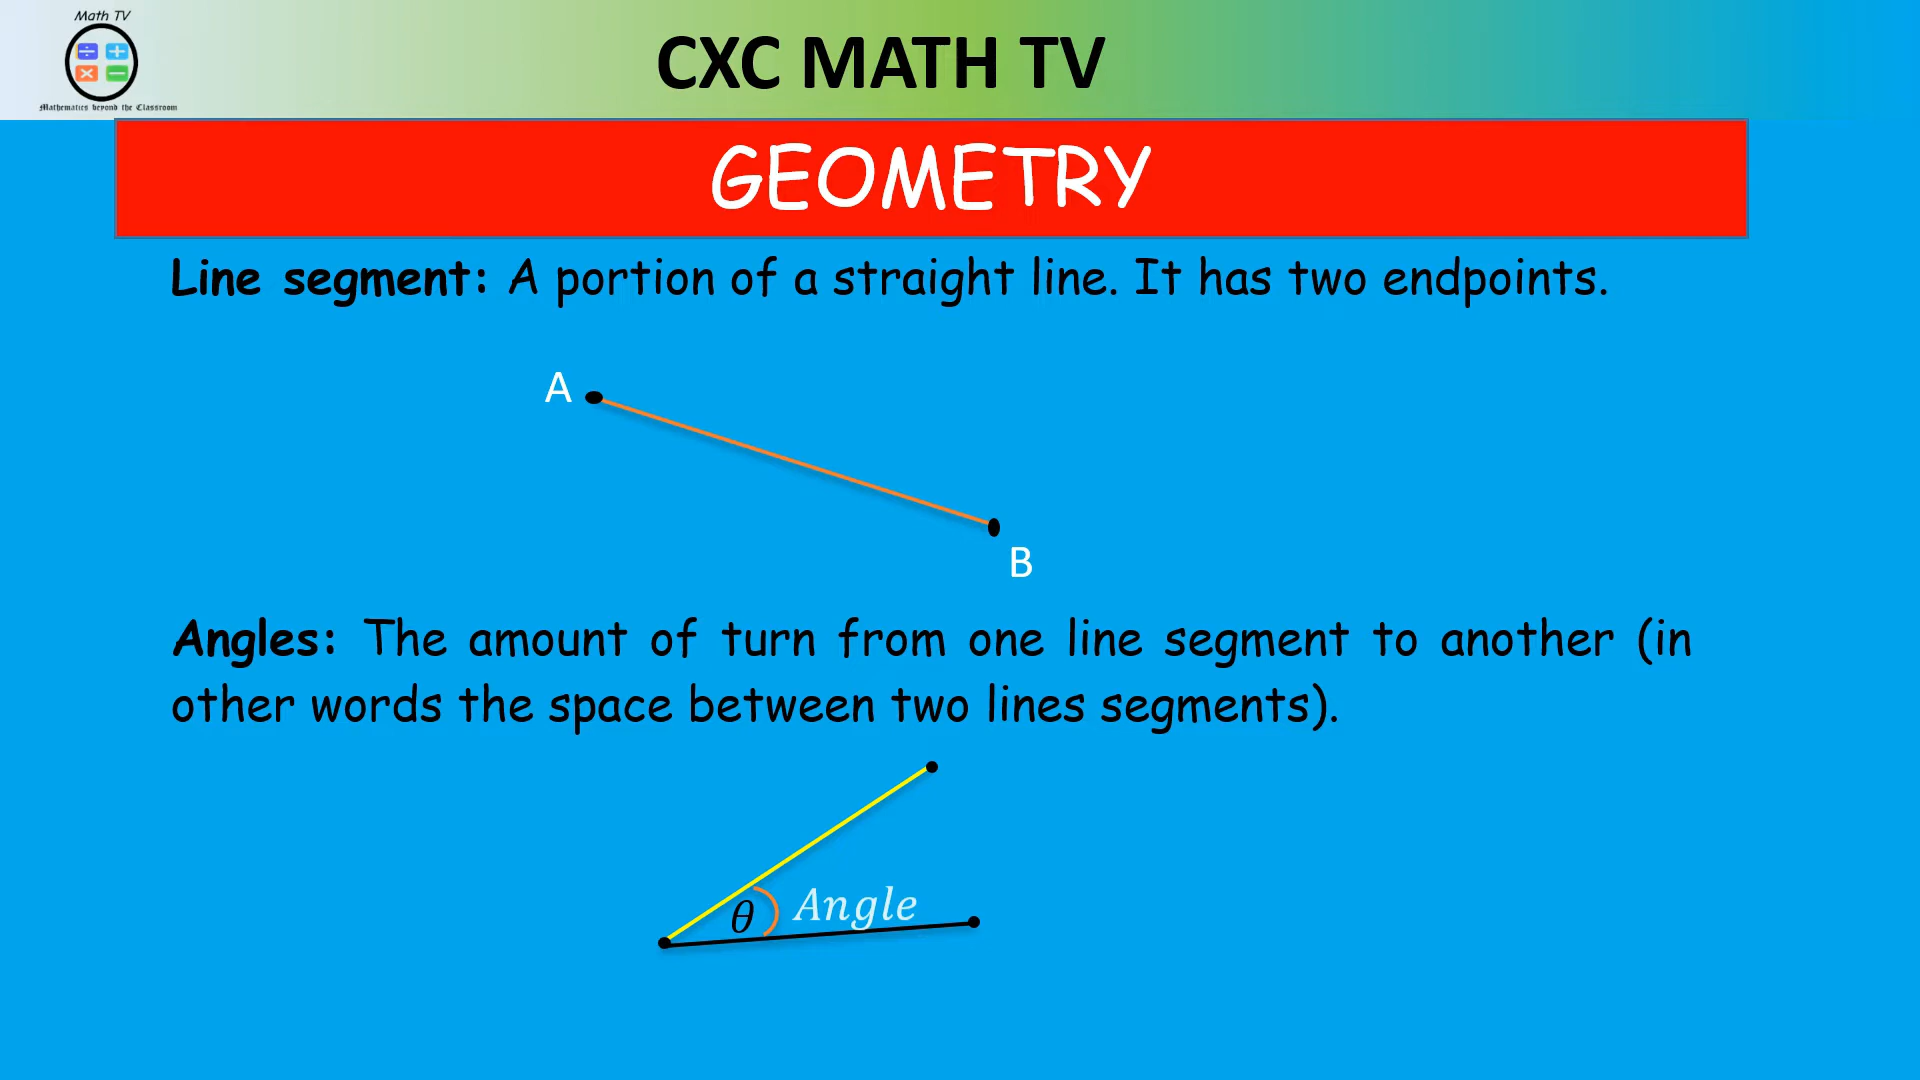 Math TV
Mathematics beyond the Classroom
CXC MATH TV
GEOMETRY
Line segment: A portion of a straight line. It has two endpoints.
A
B
Angles: The amount of turn from one line segment to another (in
other words the space between two lines segments).
θ Angle